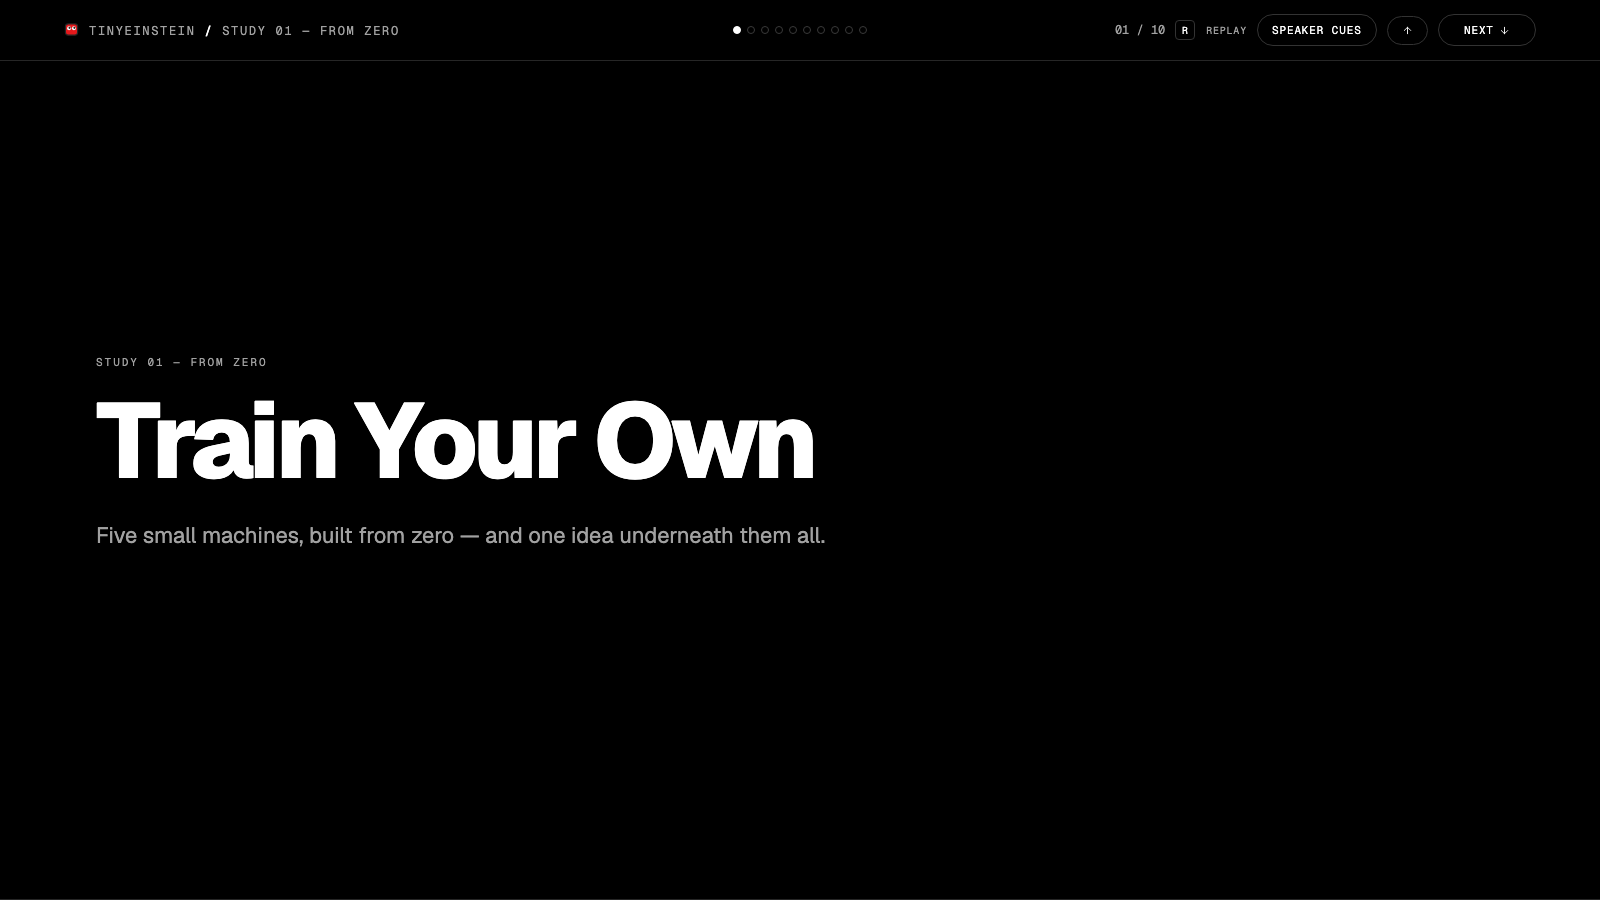 TINYEINSTEIN / STUDY 01 — FROM ZERO
01 / 10 R REPLAY SPEAKER CUES ↑ NEXT ↓
STUDY 01 — FROM ZERO
Train Your Own
Five small machines, built from zero — and one idea underneath them all.